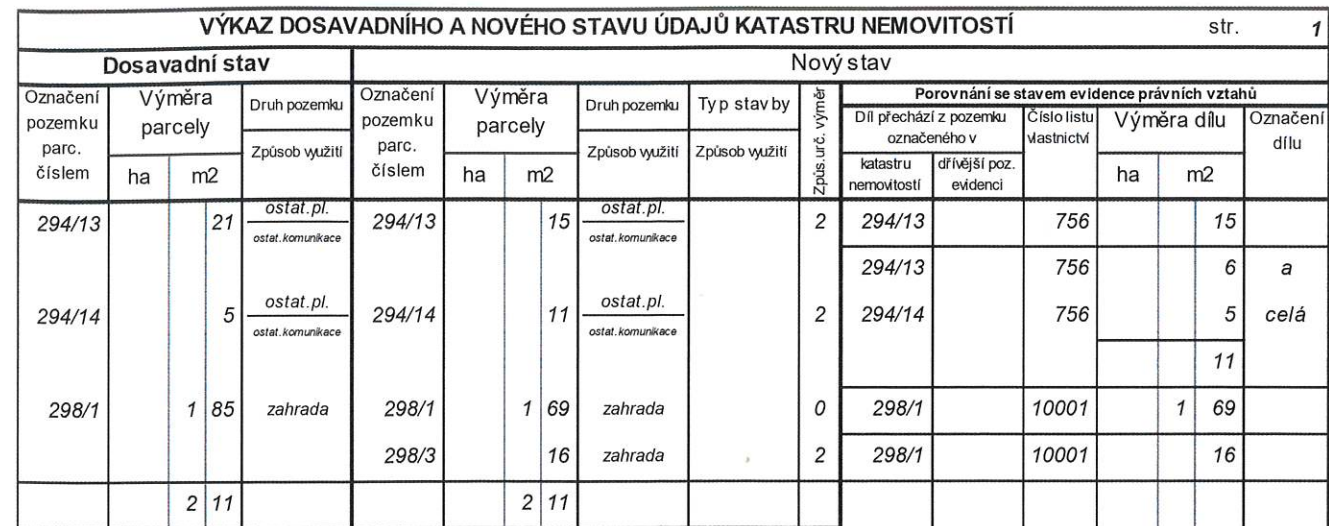 VÝKAZ DOSAVADNÍHO A NOVÉHO STAVU ÚDAJŮ KATASTRU NEMOVITOSTÍ str. 1
Dosavadní stav Nový stav
Označení pozemku parc. číslem
Výměra parcely
ha m2
Druh pozemku
Způsob využití
Označení pozemku parc. číslem
Výměra parcely
ha m2
Druh pozemku
Způsob využití
Typ stavby
Způsob využití
Způs.urč. výměr
Porovnání se stavem evidence právních vztahů
Díl přechází z pozemku označeného v
katastru nemovitostí
dřívější poz. evidenci
Číslo listu vlastnictví
Výměra dílu
ha m2
Označení dílu
294/13 21 ostat.pl. 294/13 15 ostat.pl. 2 294/13 756 15
ostat.komunikace ostat.komunikace
294/13 756 6 a
294/14 5 ostat.pl. 294/14 11 ostat.pl. 2 294/14 756 5 celá
ostat.komunikace ostat.komunikace
11
298/1 1 85 zahrada 298/1 1 69 zahrada 0 298/1 10001 1 69
298/3 16 zahrada 2 298/1 10001 16
2 11 2 11